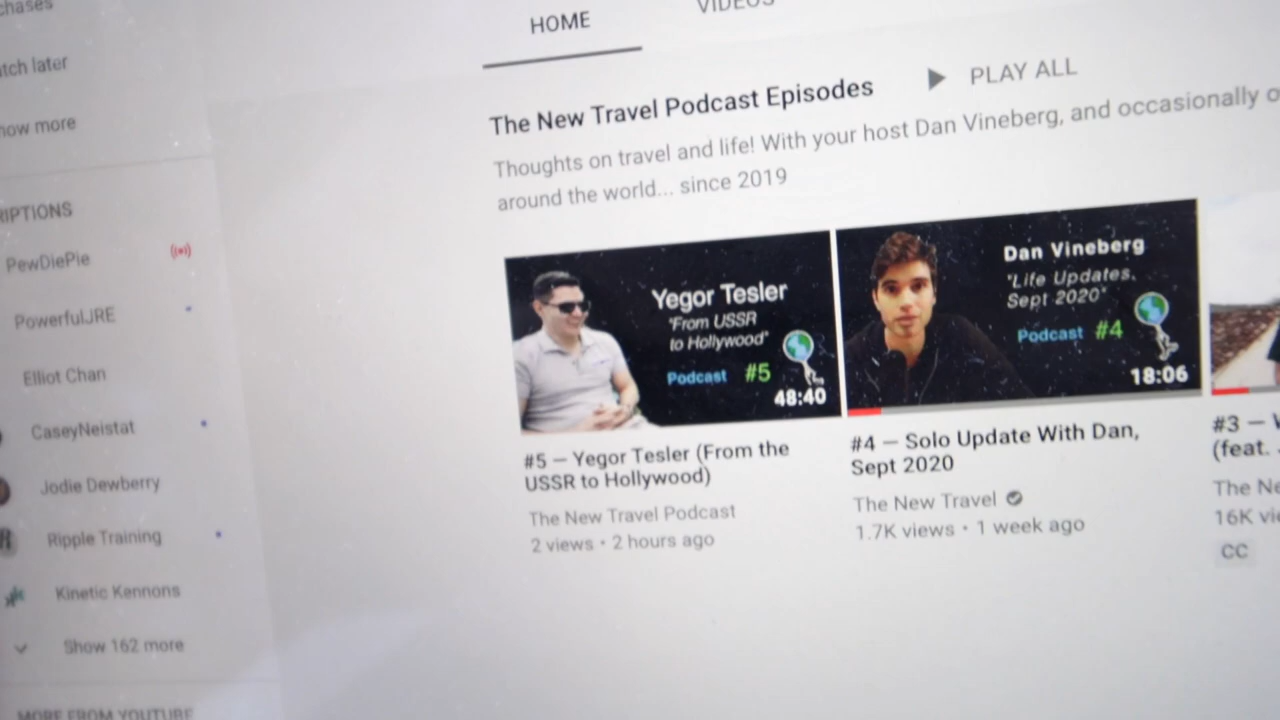 HOME
VIDEOS
later
more
PewDiePie
PowerfulJRE
Elliot Chan
CaseyNeistat
Jodie Dewberry
Ripple Training
Kinetic Kennons
Show 162 more
MORE FROM YOUTUBE
The New Travel Podcast Episodes
PLAY ALL
Thoughts on travel and life! With your host Dan Vineberg, and occasionally
around the world... since 2019
Yegor Tesler
"From USSR
to Hollywood"
Podcast #5
48:40
#5 — Yegor Tesler (From the
USSR to Hollywood)
The New Travel Podcast
2 views • 2 hours ago
Dan Vineberg
"Life Updates,
Sept 2020"
Podcast #4
18:06
#4 — Solo Update With Dan,
Sept 2020
The New Travel
1.7K views • 1 week ago
#3 —
(feat.
The
16K
CC